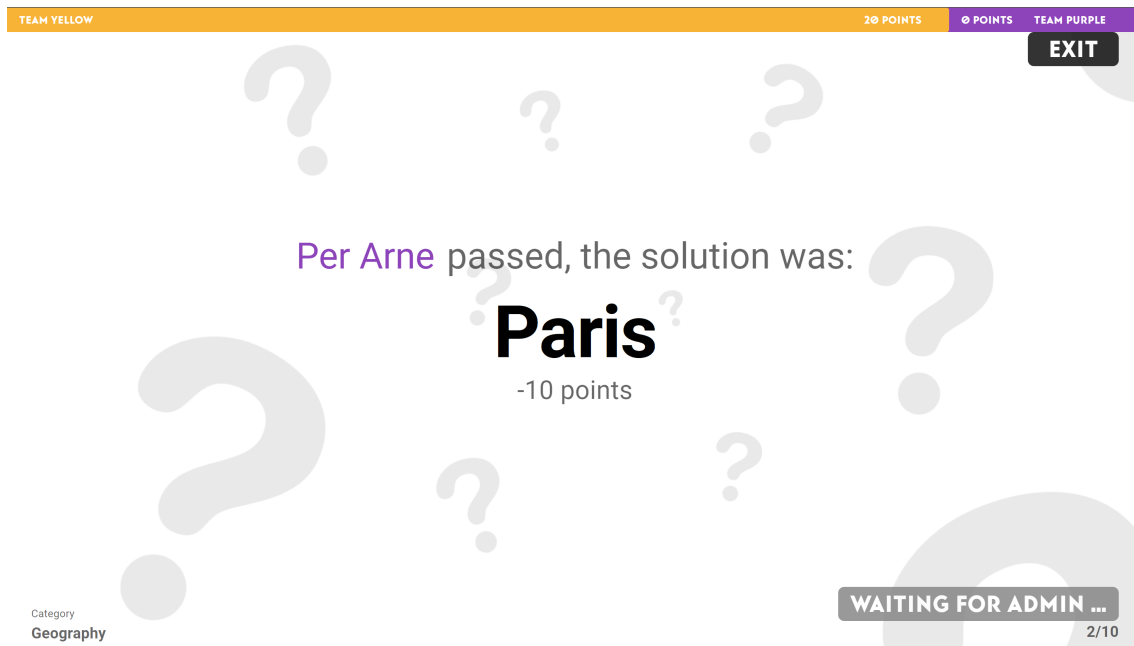 TEAM YELLOW 20 POINTS 0 POINTS TEAM PURPLE
EXIT
Per Arne passed, the solution was:
Paris
-10 points
Category
Geography
WAITING FOR ADMIN ...
2/10